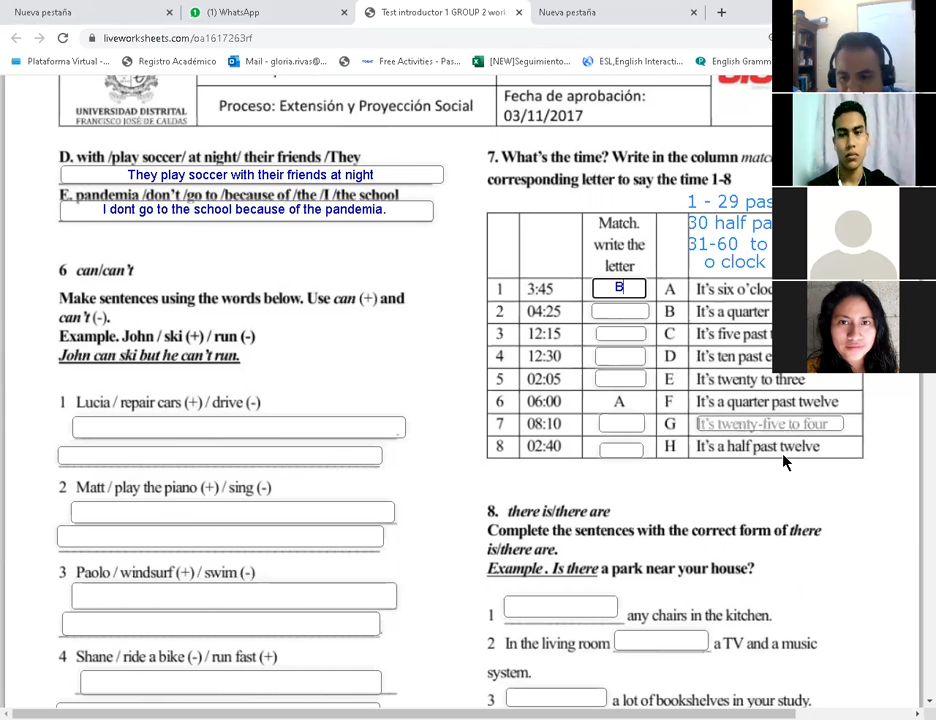 Nueva pestaña
(1) WhatsApp
Test introductor 1 GROUP 2 work
Nueva pestaña
liveworksheets.com/oa1617263rf
Plataforma Virtual -...
Registro Académico
Mail - gloria.rivas@...
Free Activities - Pas...
[NEW]Seguimiento...
ESL,English Interacti...
English Gramm
UNIVERSIDAD DISTRITAL
FRANCISCO JOSÉ DE CALDAS
Proceso: Extensión y Proyección Social
Fecha de aprobación:
03/11/2017
D. with /play soccer/ at night/ their friends /They
They play soccer with their friends at night
E. pandemia /don't /go to /because of /the /I /the school
I dont go to the school because of the pandemia.
6 can/can't
Make sentences using the words below. Use can (+) and
can't (-).
Example. John / ski (+) / run (-)
John can ski but he can't run.
1 Lucia / repair cars (+) / drive (-)
2 Matt / play the piano (+) / sing (-)
3 Paolo / windsurf (+) / swim (-)
4 Shane / ride a bike (-) / run fast (+)
7. What's the time? Write in the column
corresponding letter to say the time 1-8
1 - 29 pas
30 half pa
31-60 to
o clock
Match.
write the
letter
1 3:45 B A It's six o'cloc
2 04:25 B It's a quarter
3 12:15 C It's five past
4 12:30 D It's ten past e
5 02:05 E It's twenty to three
6 06:00 A F It's a quarter past twelve
7 08:10 G It's twenty-five to four
8 02:40 H It's a half past twelve
8. there is/there are
Complete the sentences with the correct form of there
is/there are.
Example . Is there a park near your house?
1 any chairs in the kitchen.
2 In the living room a TV and a music
system.
3 a lot of bookshelves in your study.